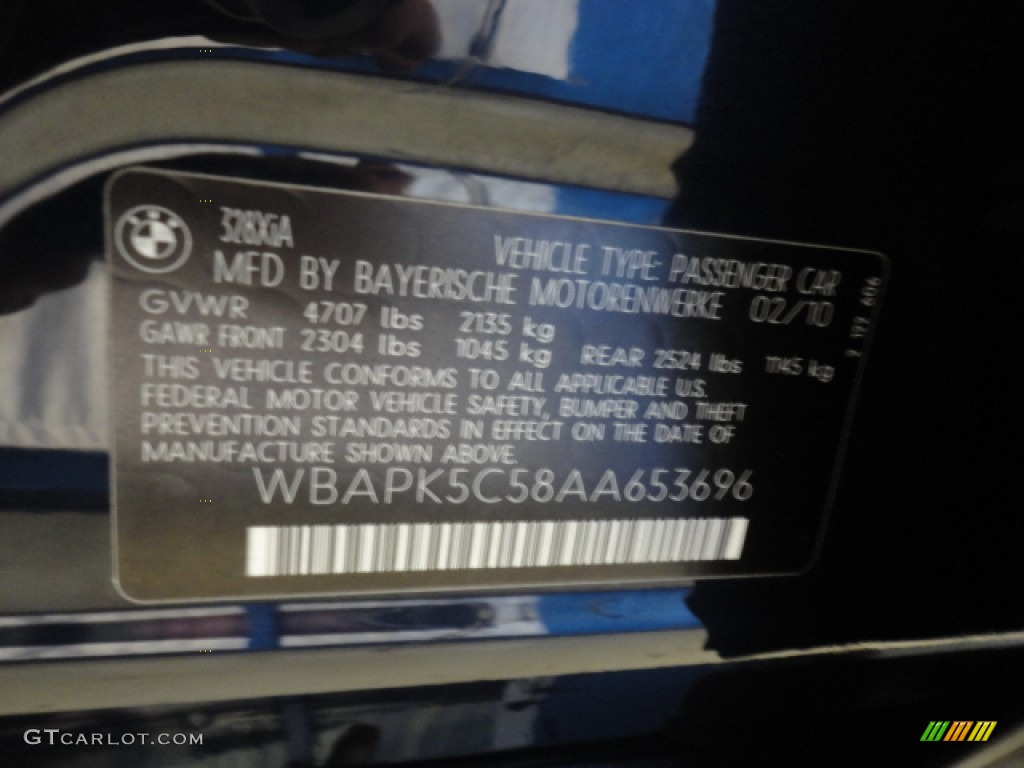 328XiA
VEHICLE TYPE: PASSENGER CAR
MFD BY BAYERISCHE MOTORENWERKE 02/10
GVWR 4707 lbs 2135 kg
GAWR FRONT 2304 lbs 1045 kg REAR 2524 lbs 1145 kg
THIS VEHICLE CONFORMS TO ALL APPLICABLE U.S.
FEDERAL MOTOR VEHICLE SAFETY, BUMPER AND THEFT
PREVENTION STANDARDS IN EFFECT ON THE DATE OF
MANUFACTURE SHOWN ABOVE.
WBAPK5C58AA653696
GTCARLOT.COM